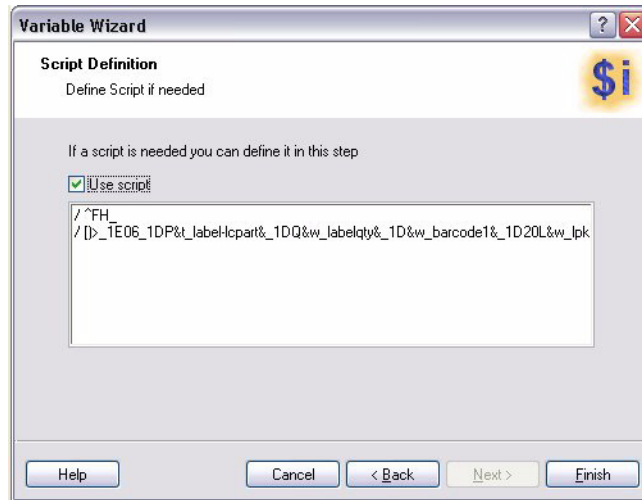 Variable Wizard
Script Definition
Define Script if needed
$i
If a script is needed you can define it in this step
Use script
/ ^FH_
/ [)>_1E06_1DP&t_label-lcpart&_1DQ&w_labelqty&_1D&w_barcode1&_1D20L&w_lpk
Help
Cancel
< Back
Next >
Finish